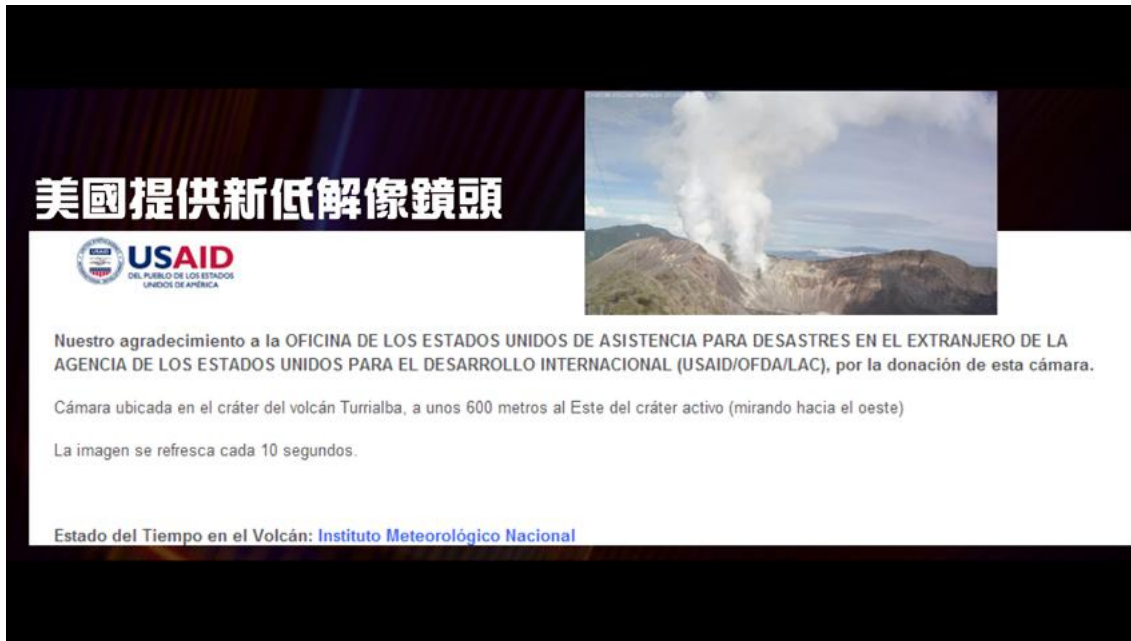 美國提供新低解像鏡頭
USAID
DEL PUEBLO DE LOS ESTADOS
UNIDOS DE AMÉRICA
Nuestro agradecimiento a la OFICINA DE LOS ESTADOS UNIDOS DE ASISTENCIA PARA DESASTRES EN EL EXTRANJERO DE LA
AGENCIA DE LOS ESTADOS UNIDOS PARA EL DESARROLLO INTERNACIONAL (USAID/OFDA/LAC), por la donación de esta cámara.
Cámara ubicada en el cráter del volcán Turrialba, a unos 600 metros al Este del cráter activo (mirando hacia el oeste)
La imagen se refresca cada 10 segundos.
Estado del Tiempo en el Volcán: Instituto Meteorológico Nacional